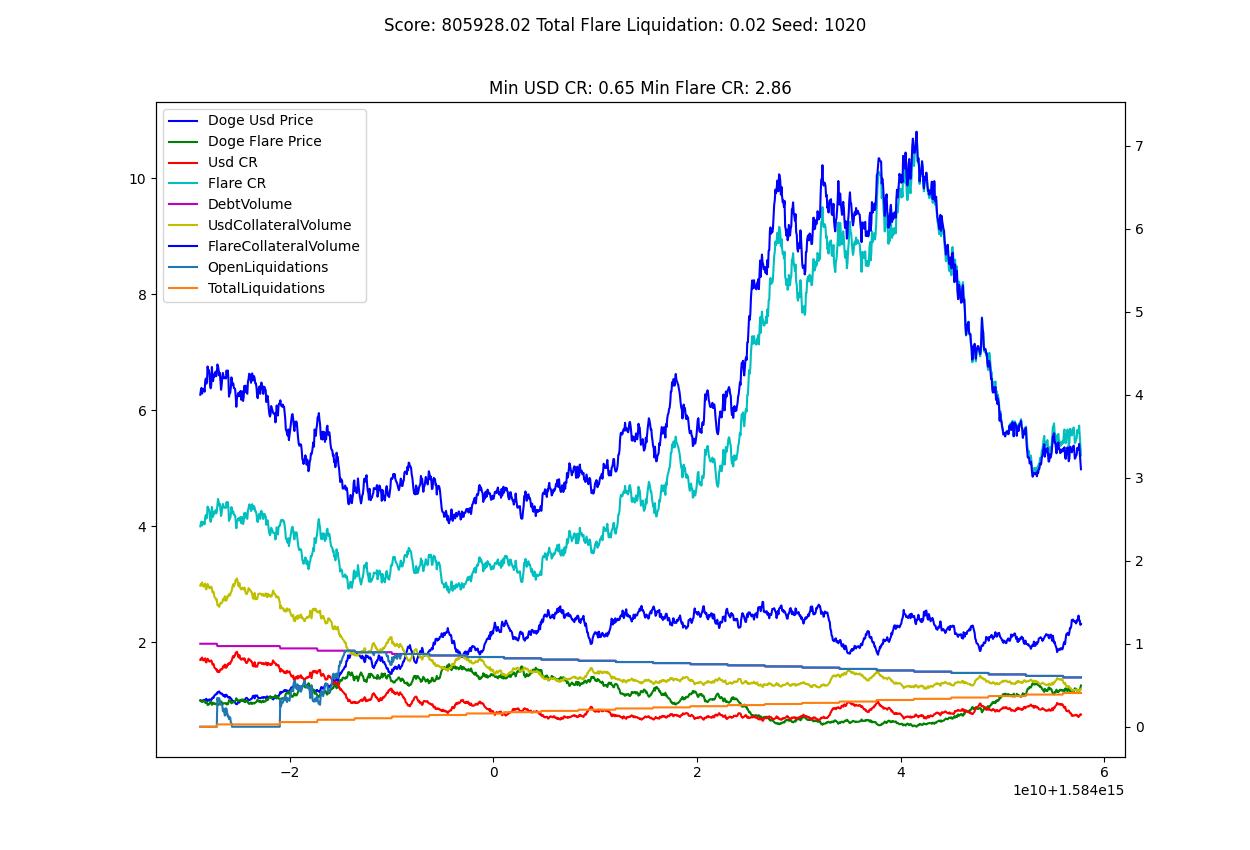 Score: 805928.02 Total Flare Liquidation: 0.02 Seed: 1020
Min USD CR: 0.65 Min Flare CR: 2.86
Doge Usd Price
Doge Flare Price
Usd CR
Flare CR
DebtVolume
UsdCollateralVolume
FlareCollateralVolume
OpenLiquidations
TotalLiquidations
10
8
6
4
2
7
6
5
4
3
2
1
0
−2 0 2 4 6
1e10+1.584e15